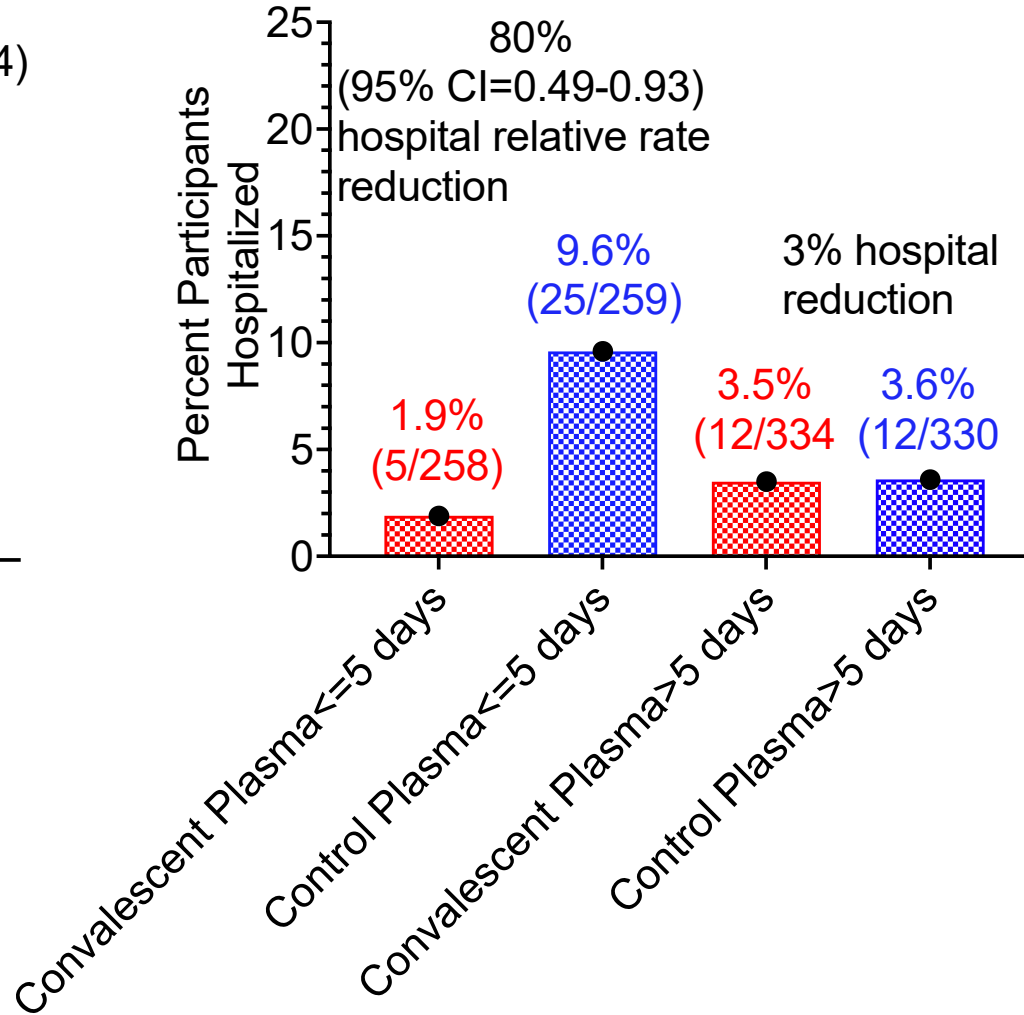 4)
Percent Participants
Hospitalized
25
20
15
10
5
0
80%
(95% CI=0.49-0.93)
hospital relative rate
reduction
3% hospital
reduction
1.9%
(5/258)
9.6%
(25/259)
3.5%
(12/334
3.6%
(12/330
Convalescent Plasma<=5 days
Control Plasma<=5 days
Convalescent Plasma>5 days
Control Plasma>5 days